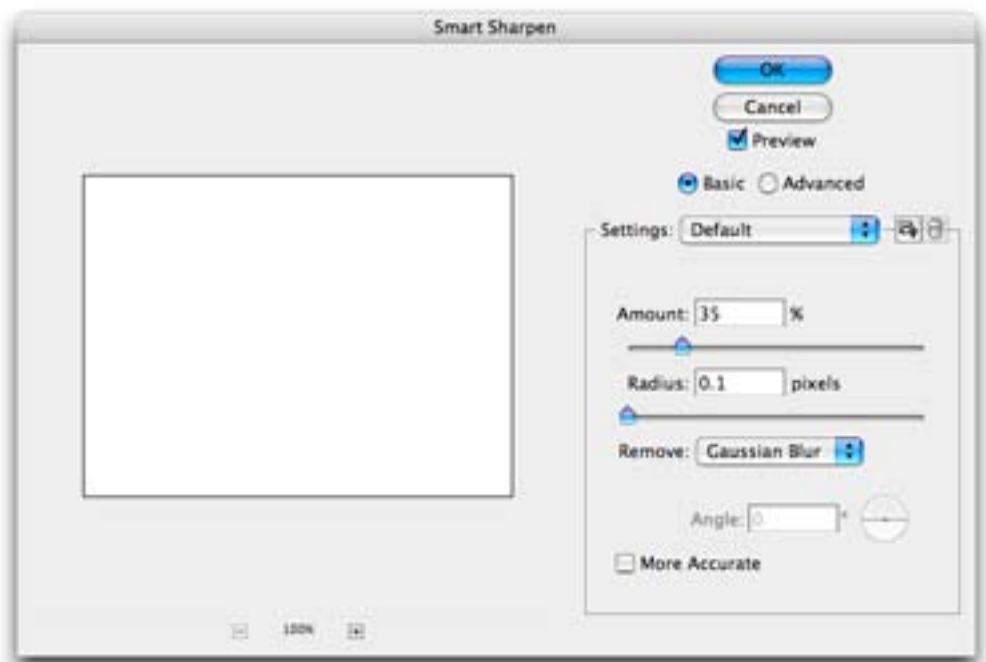 Smart Sharpen
OK
Cancel
Preview
Basic Advanced
Settings: Default
Amount: 35 %
Radius: 0.1 pixels
Remove: Gaussian Blur
Angle: 0 °
More Accurate
100%